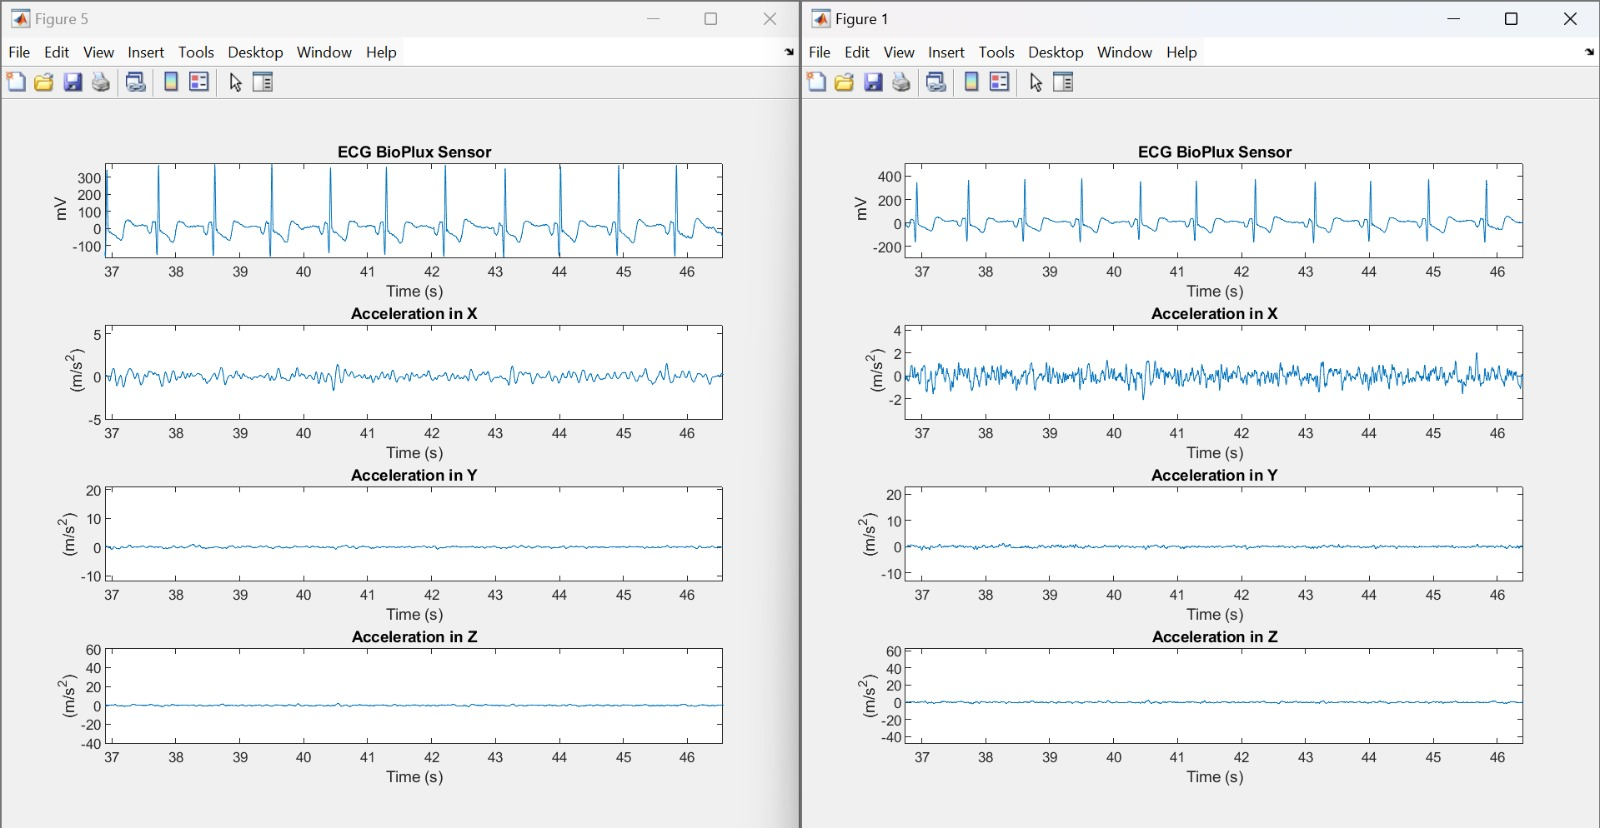 Figure 5
File Edit View Insert Tools Desktop Window Help
ECG BioPlux Sensor
mV
300
200
100
0
-100
37 38 39 40 41 42 43 44 45 46
Time (s)
Acceleration in X
(m/s2)
5
0
-5
37 38 39 40 41 42 43 44 45 46
Time (s)
Acceleration in Y
(m/s2)
20
10
0
-10
37 38 39 40 41 42 43 44 45 46
Time (s)
Acceleration in Z
(m/s2)
60
40
20
0
-20
-40
37 38 39 40 41 42 43 44 45 46
Time (s)
Figure 1
File Edit View Insert Tools Desktop Window Help
ECG BioPlux Sensor
mV
400
200
0
-200
37 38 39 40 41 42 43 44 45 46
Time (s)
Acceleration in X
(m/s2)
4
2
0
-2
37 38 39 40 41 42 43 44 45 46
Time (s)
Acceleration in Y
(m/s2)
20
10
0
-10
37 38 39 40 41 42 43 44 45 46
Time (s)
Acceleration in Z
(m/s2)
60
40
20
0
-20
-40
37 38 39 40 41 42 43 44 45 46
Time (s)